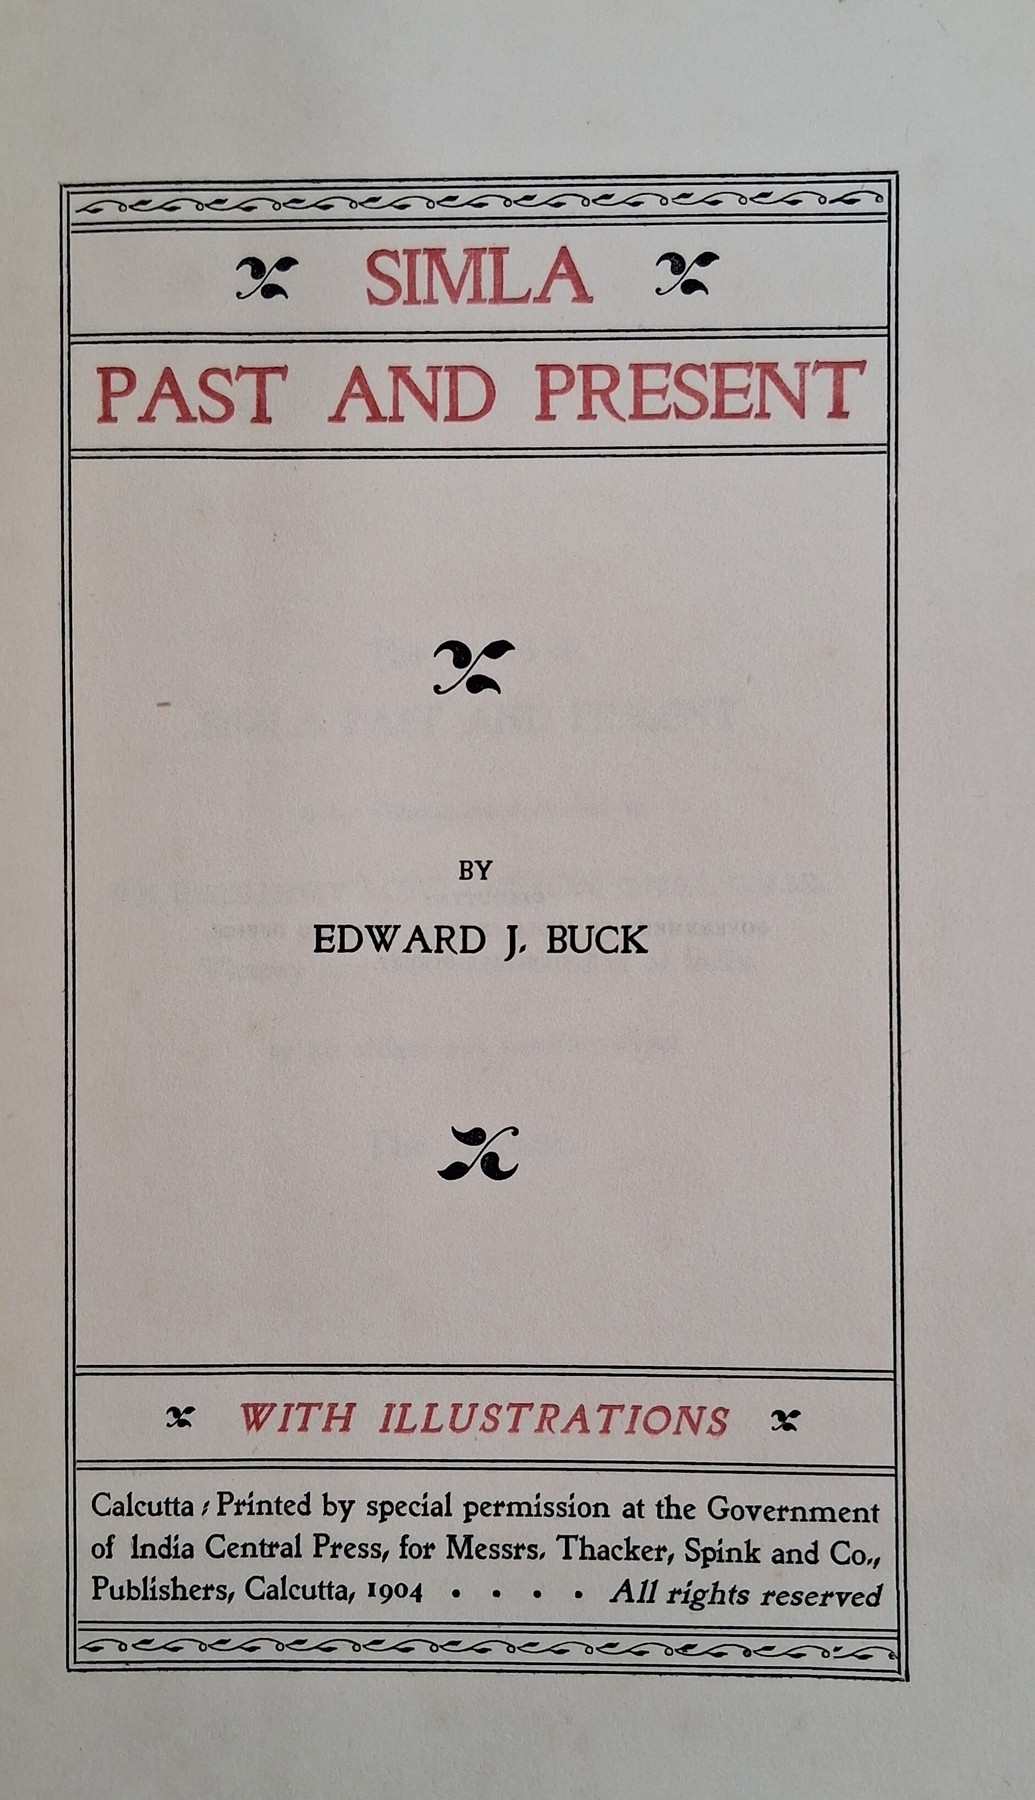 SIMLA
PAST AND PRESENT
BY
EDWARD J. BUCK
WITH ILLUSTRATIONS
Calcutta: Printed by special permission at the Government
of India Central Press, for Messrs. Thacker, Spink and Co.,
Publishers, Calcutta, 1904 . . . . All rights reserved